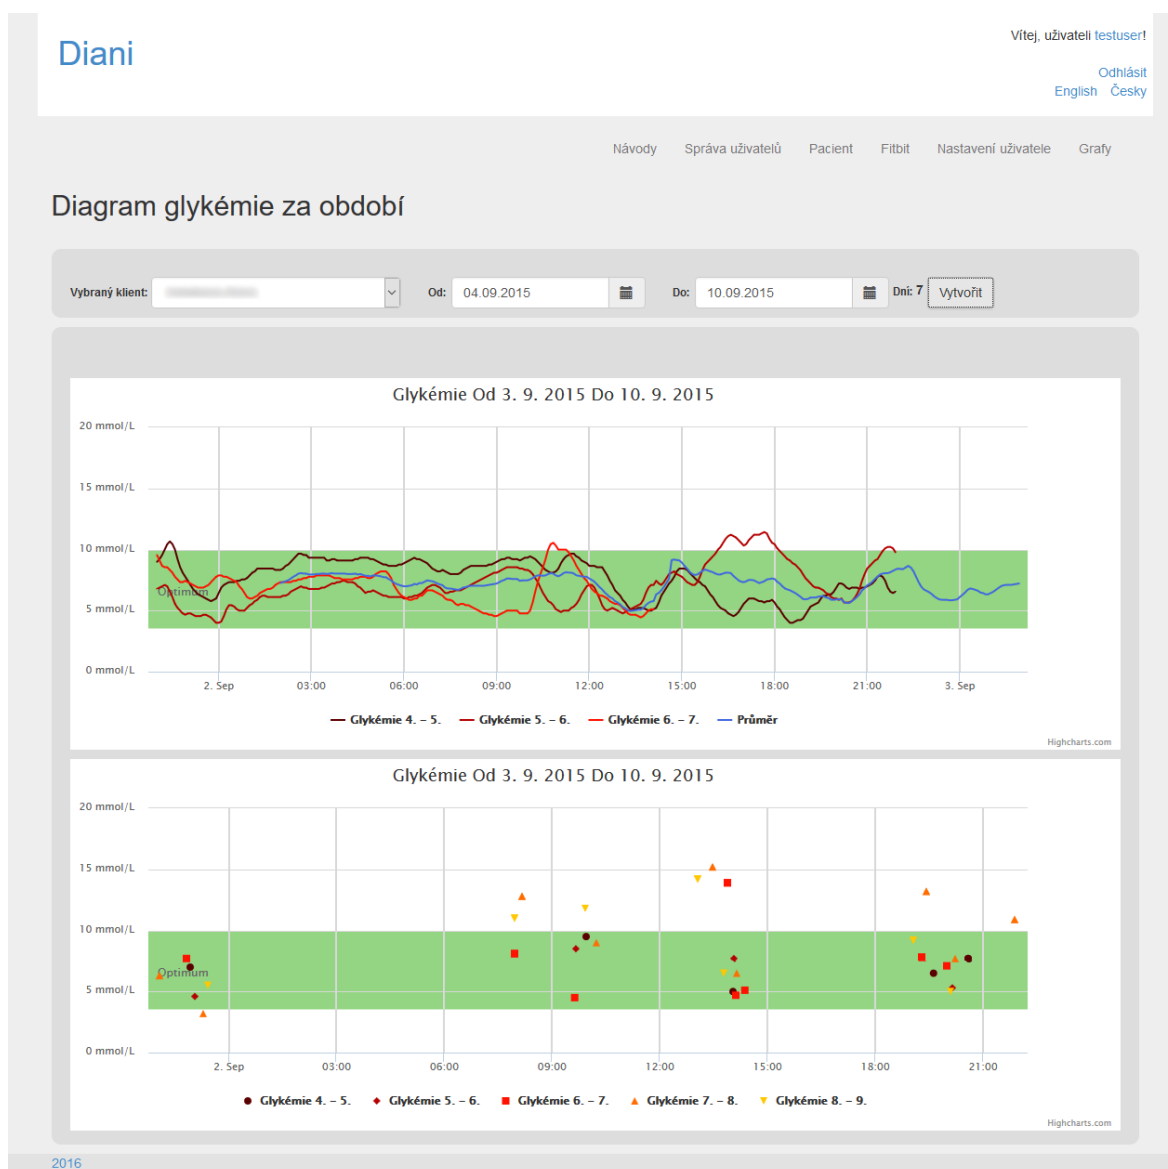 Diani
Vítej, uživateli testuser!
Odhlásit
English Česky
Návody Správa uživatelů Pacient Fitbit Nastavení uživatele Grafy
Diagram glykémie za období
Vybraný klient: Od: 04.09.2015 Do: 10.09.2015 Dní: 7 Vytvořit
Glykémie Od 3. 9. 2015 Do 10. 9. 2015
20 mmol/L
15 mmol/L
10 mmol/L
Optimum
5 mmol/L
0 mmol/L
2. Sep 03:00 06:00 09:00 12:00 15:00 18:00 21:00 3. Sep
Glykémie 4. – 5. Glykémie 5. – 6. Glykémie 6. – 7. Průměr
Highcharts.com
Glykémie Od 3. 9. 2015 Do 10. 9. 2015
20 mmol/L
15 mmol/L
10 mmol/L
Optimum
5 mmol/L
0 mmol/L
2. Sep 03:00 06:00 09:00 12:00 15:00 18:00 21:00
Glykémie 4. – 5. Glykémie 5. – 6. Glykémie 6. – 7. Glykémie 7. – 8. Glykémie 8. – 9.
Highcharts.com
2016